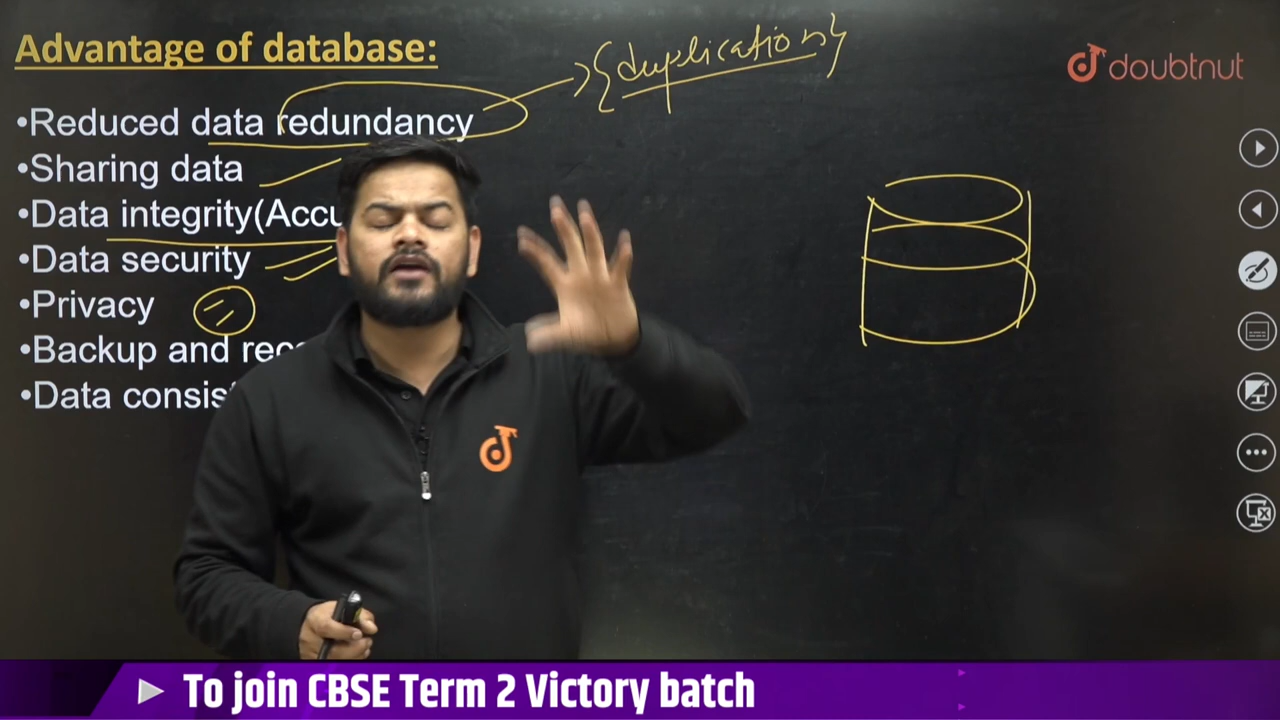 Advantage of database:
{duplication}
doubtnut
•Reduced data redundancy
•Sharing data
•Data integrity(Accu
•Data security
•Privacy
•Backup and rec
•Data consis
To join CBSE Term 2 Victory batch